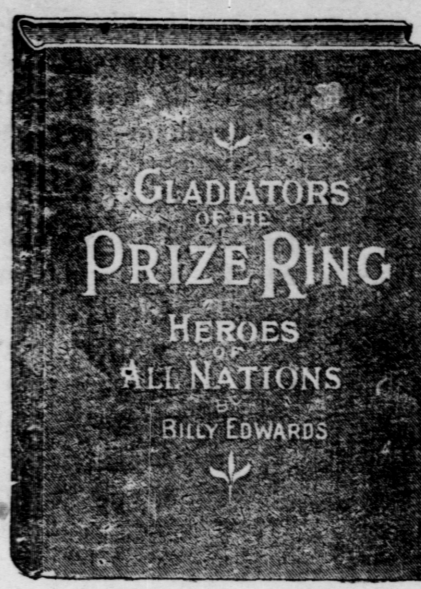 GLADIATORS
OF THE
PRIZE RING
HEROES
OF
ALL NATIONS
BY
BILLY EDWARDS